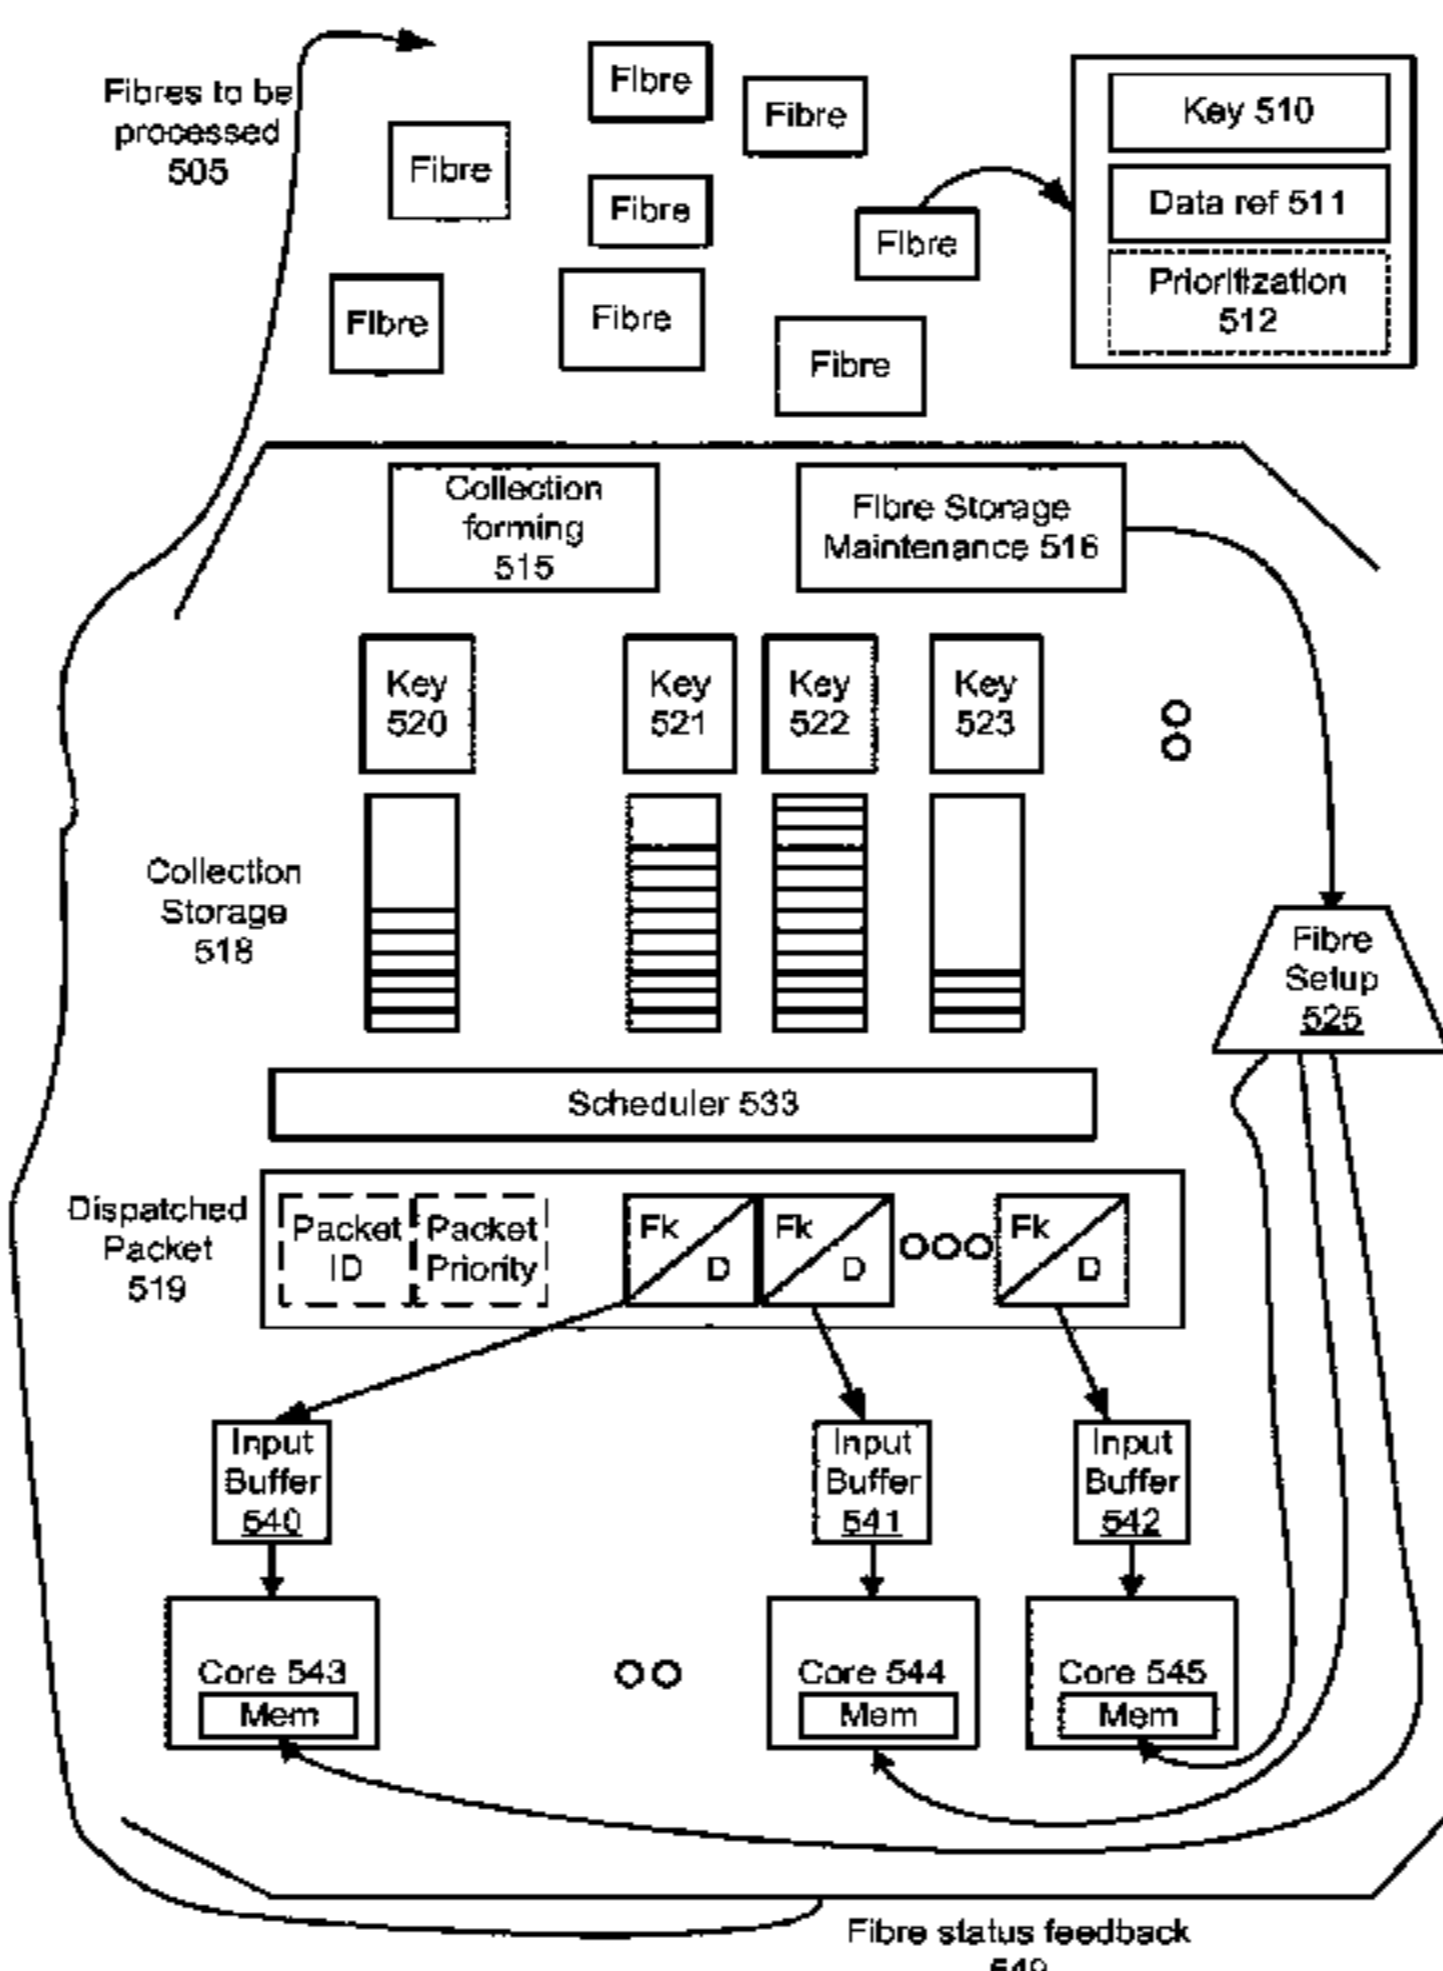 Fibres to be
processed
505
Fibre
Fibre
Fibre
Fibre
Fibre
Fibre
Fibre
Fibre
Key 510
Data ref 511
Prioritization
512
Collection
forming
515
Fibre Storage
Maintenance 516
Key
520
Key
521
Key
522
Key
523
Collection
Storage
518
Fibre
Setup
525
Scheduler 533
Dispatched
Packet
519
Packet
ID
Packet
Priority
Fk
D
Fk
D
Fk
D
Input
Buffer
540
Input
Buffer
541
Input
Buffer
542
Core 543
Mem
Core 544
Mem
Core 545
Mem
Fibre status feedback